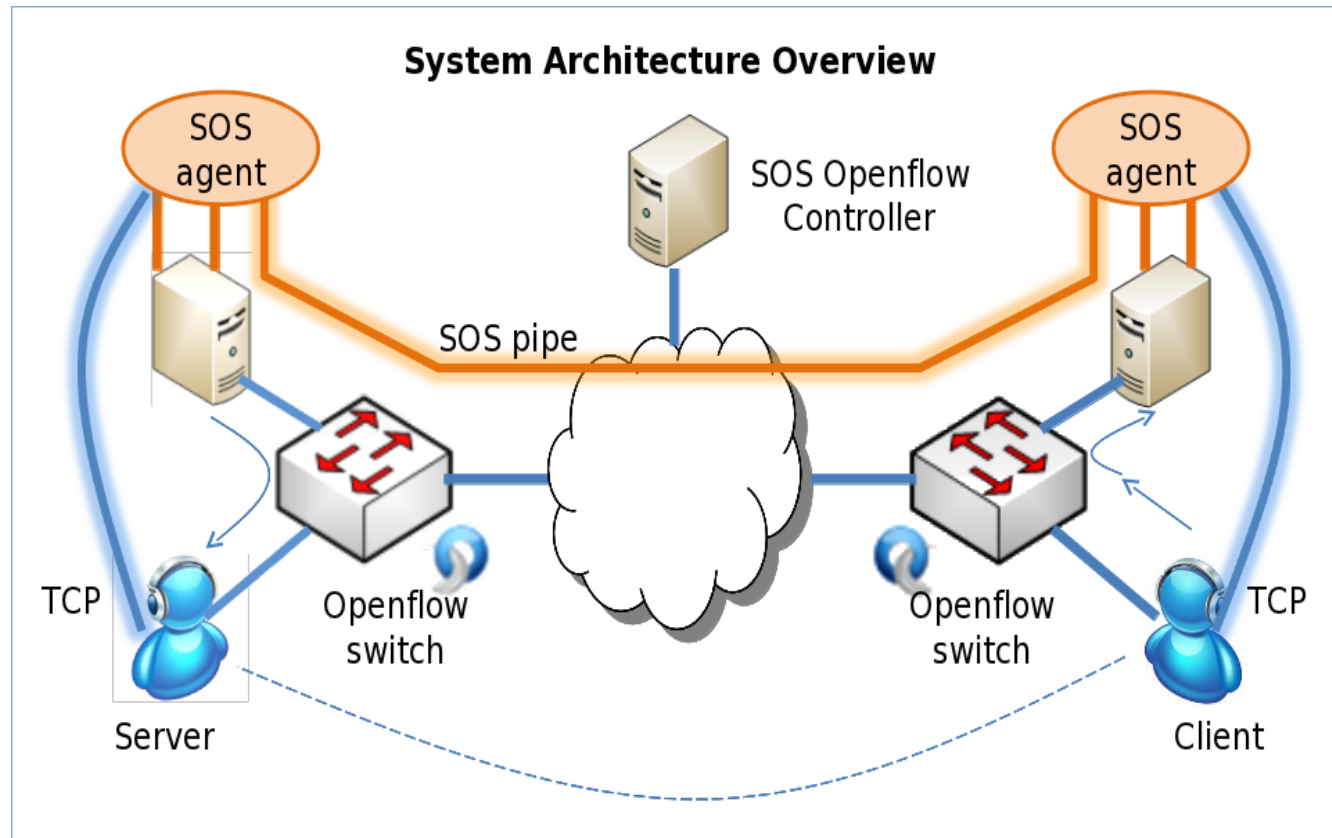 System Architecture Overview
SOS
agent
SOS Openflow
Controller
SOS
agent
SOS pipe
TCP
Openflow
switch
Openflow
switch
TCP
Server
Client